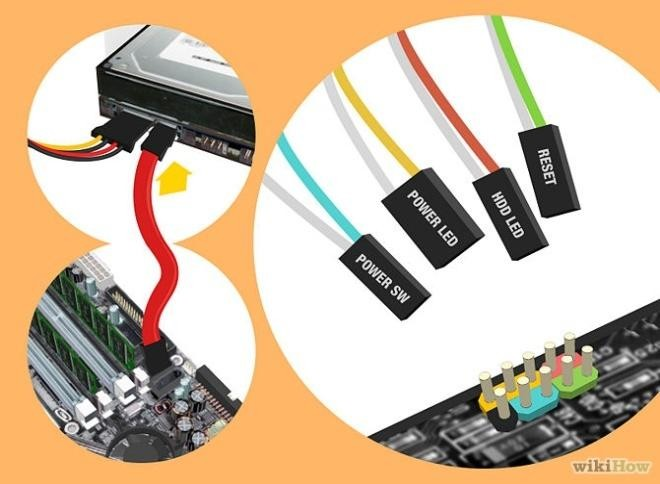 POWER SW
POWER LED
HDD LED
RESET
wikiHow